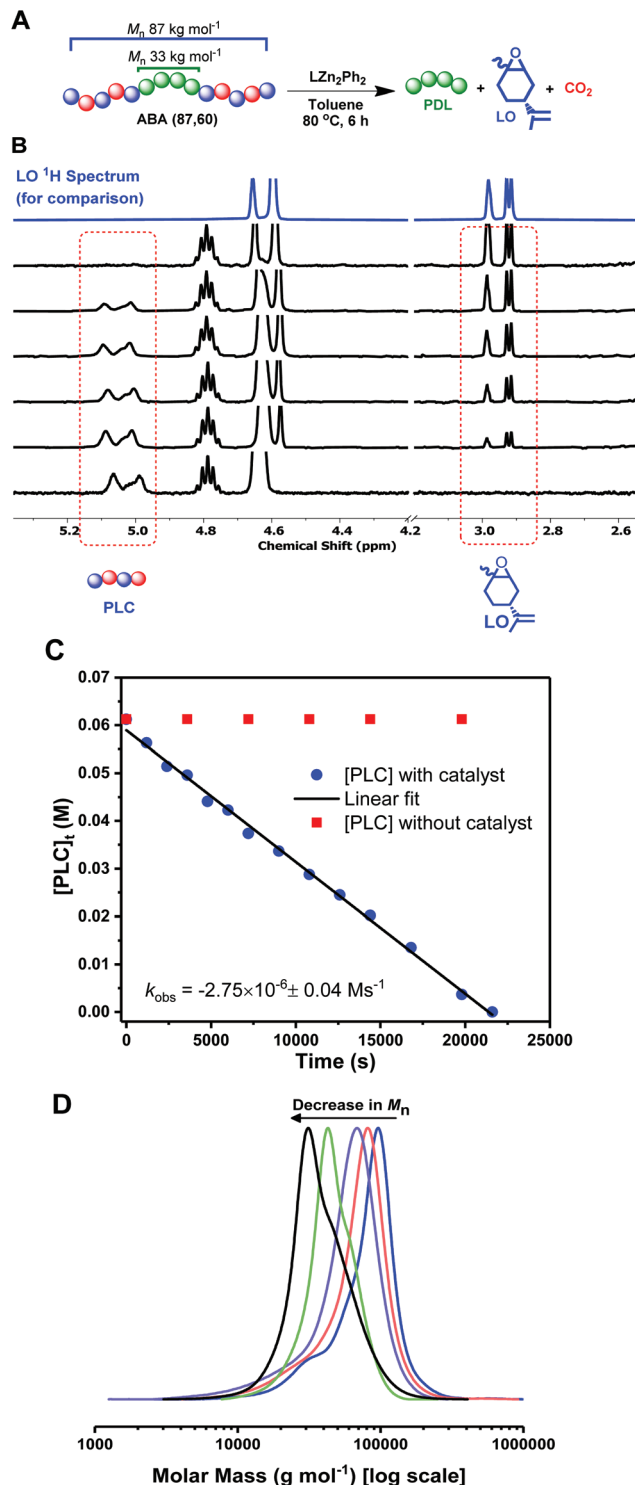 A
Mn 87 kg mol-1
Mn 33 kg mol-1
ABA (87,60)
LZn2Ph2
Toluene
80 oC, 6 h
PDL
+
O
LO
+
CO2
B
LO 1H Spectrum
(for comparison)
5.2 5.0 4.8 4.6 4.4 4.2 3.0 2.8 2.6
Chemical Shift (ppm)
PLC
O
LO
C
[PLC]t (M)
0.07
0.06
0.05
0.04
0.03
0.02
0.01
0.00
[PLC] with catalyst
Linear fit
[PLC] without catalyst
kobs = -2.75×10-6± 0.04 Ms-1
0 5000 10000 15000 20000 25000
Time (s)
D
Decrease in Mn
1000 10000 100000 1000000
Molar Mass (g mol-1) [log scale]